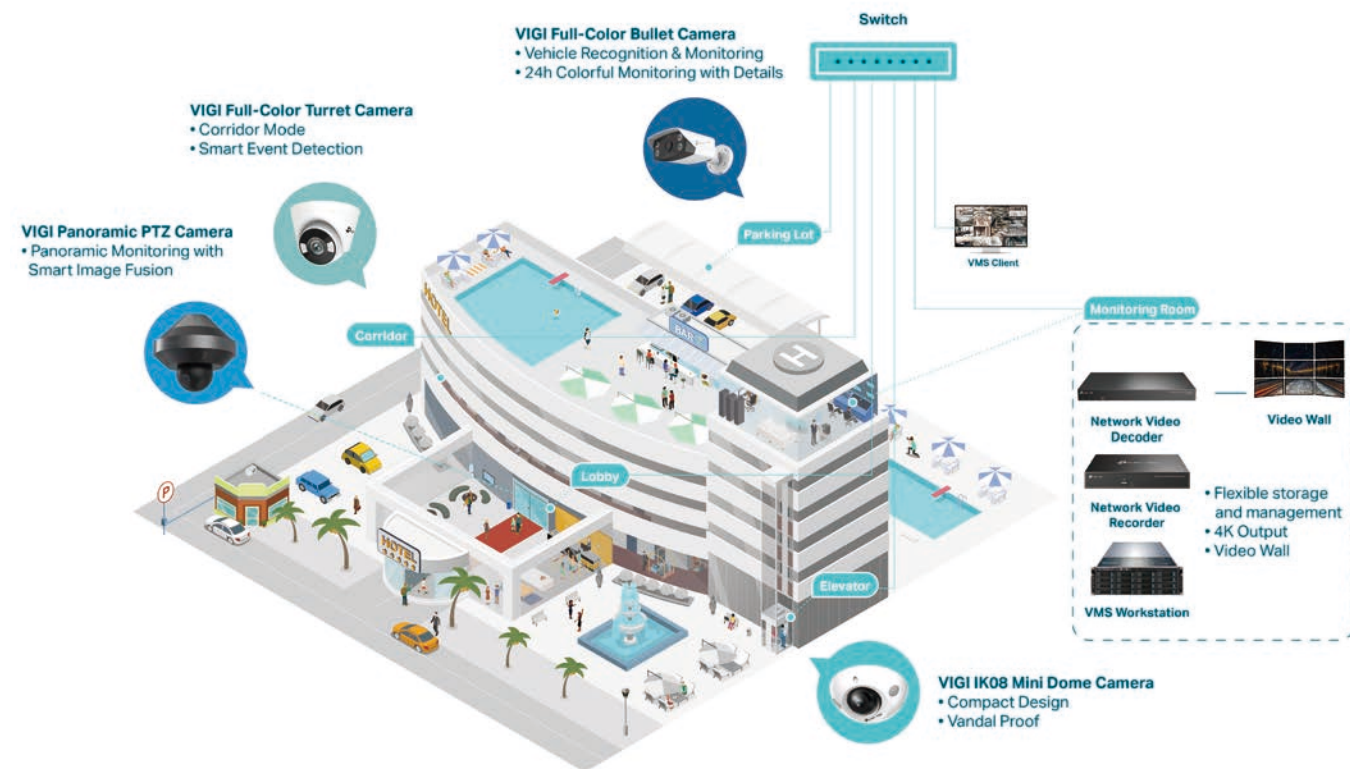 Switch
VIGI Full-Color Bullet Camera
• Vehicle Recognition & Monitoring
• 24h Colorful Monitoring with Details
VIGI Full-Color Turret Camera
• Corridor Mode
• Smart Event Detection
VIGI Panoramic PTZ Camera
• Panoramic Monitoring with
Smart Image Fusion
Parking Lot
VMS Client
Monitoring Room
Corridor
HOTEL
BAR
H
Network Video
Decoder
Video Wall
Lobby
Network Video
Recorder
• Flexible storage
and management
• 4K Output
• Video Wall
P
HOTEL
Elevator
VMS Workstation
VIGI IK08 Mini Dome Camera
• Compact Design
• Vandal Proof